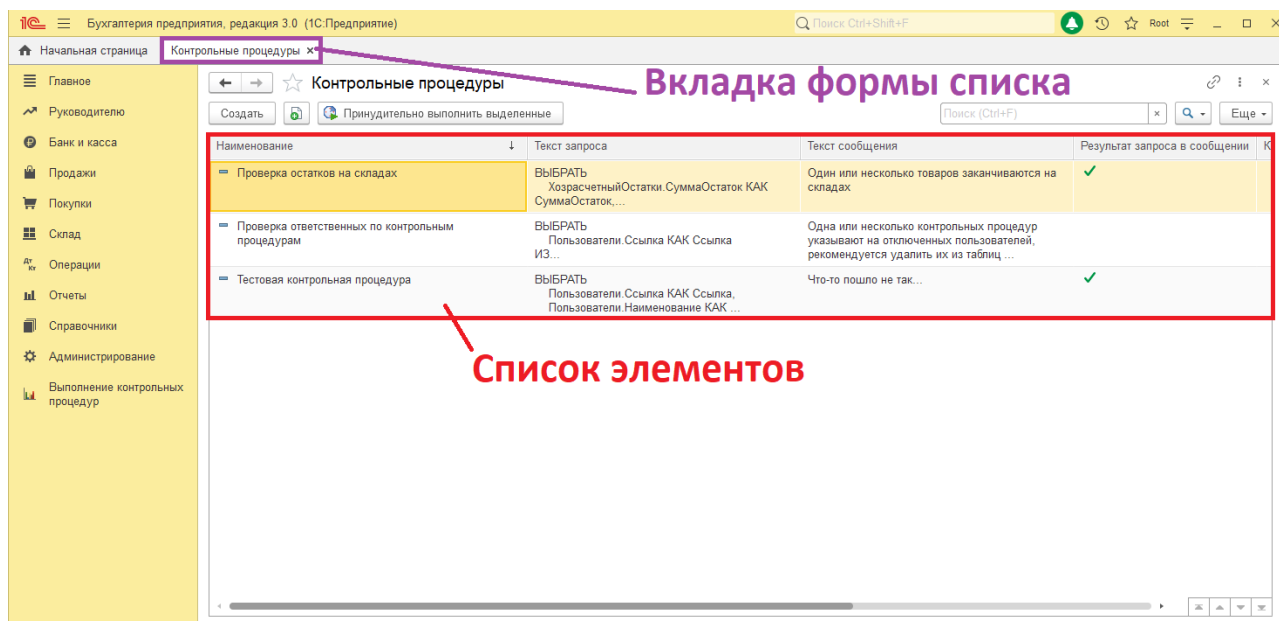 1С Бухгалтерия предприятия, редакция 3.0 (1С:Предприятие) Поиск Ctrl+Shift+F Root
Начальная страница Контрольные процедуры ×
Вкладка формы списка
Главное
Руководителю
Банк и касса
Продажи
Покупки
Склад
Операции
Отчеты
Справочники
Администрирование
Выполнение контрольных
процедур
Контрольные процедуры
Создать Принудительно выполнить выделенные Поиск (Ctrl+F) × Еще
Наименование ↓ Текст запроса Текст сообщения Результат запроса в сообщении К
Проверка остатков на складах
ВЫБРАТЬ
ХозрасчетныйОстатки.СуммаОстаток КАК
СуммаОстаток,...
Один или несколько товаров заканчиваются на
складах
Проверка ответственных по контрольным
процедурам
ВЫБРАТЬ
Пользователи.Ссылка КАК Ссылка
ИЗ...
Одна или несколько контрольных процедур
указывают на отключенных пользователей,
рекомендуется удалить их из таблиц ...
Тестовая контрольная процедура
ВЫБРАТЬ
Пользователи.Ссылка КАК Ссылка,
Пользователи.Наименование КАК ...
Что-то пошло не так...
Список элементов